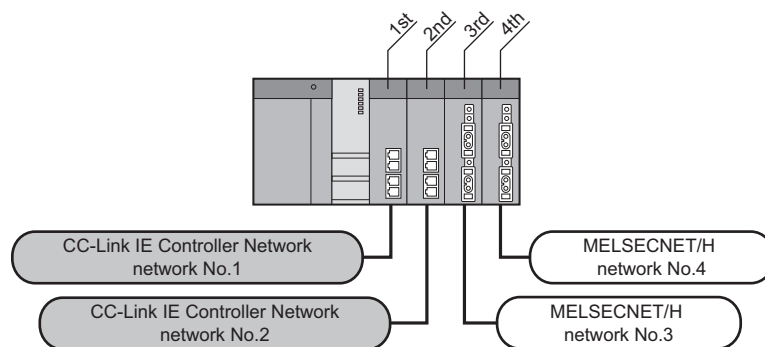 1st
2nd
3rd
4th
CC-Link IE Controller Network
network No.1
MELSECNET/H
network No.4
CC-Link IE Controller Network
network No.2
MELSECNET/H
network No.3